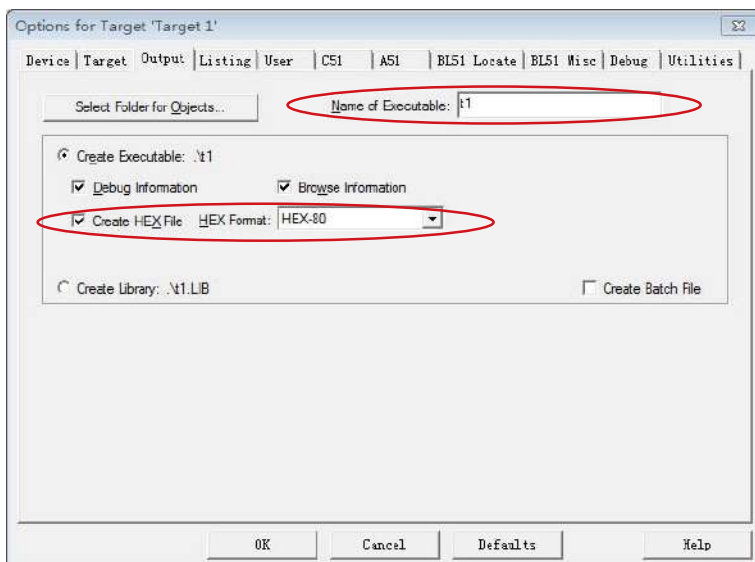 Options for Target 'Target 1'
Device Target Output Listing User C51 A51 BL51 Locate BL51 Misc Debug Utilities
Select Folder for Objects... Name of Executable: t1
Create Executable: .\t1
Debug Information Browse Information
Create HEX File HEX Format: HEX-80
Create Library: .\t1.LIB Create Batch File
OK Cancel Defaults Help